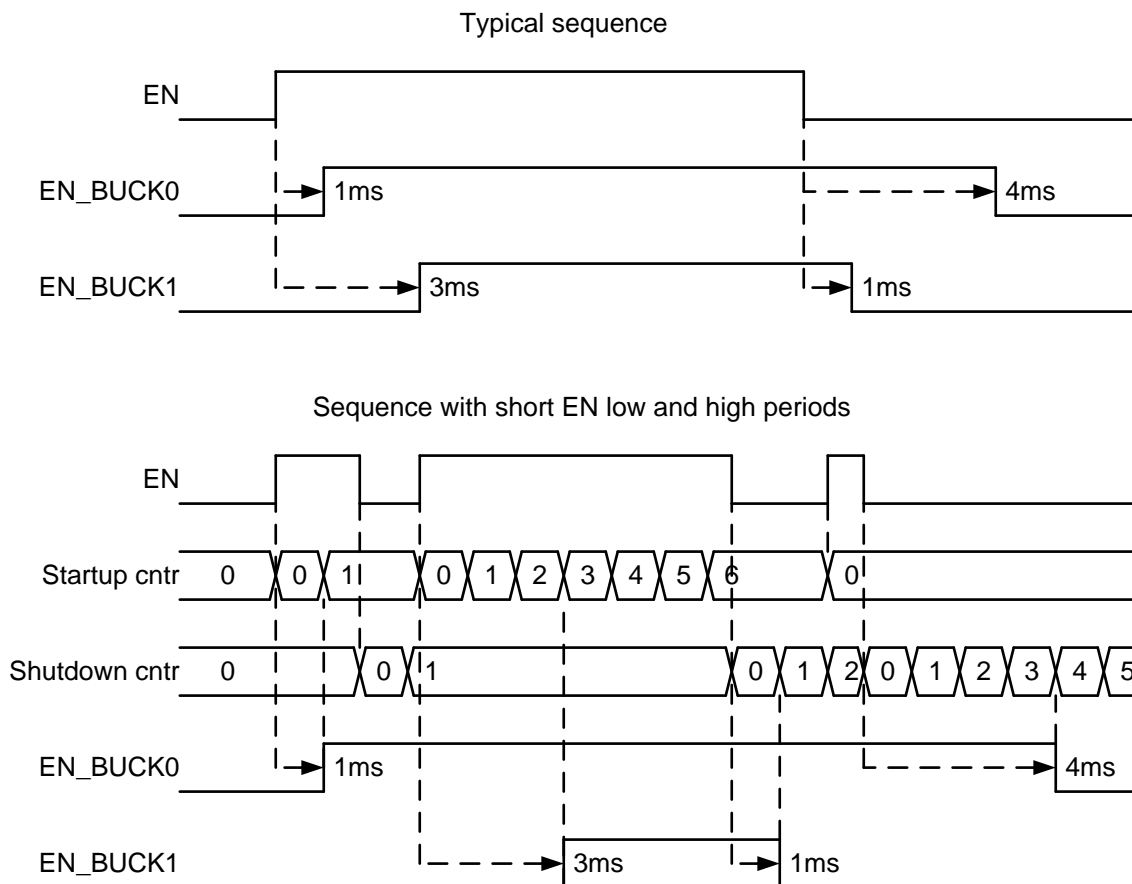 Typical sequence
EN
EN_BUCK0
1ms
4ms
EN_BUCK1
3ms
1ms
Sequence with short EN low and high periods
EN
Startup cntr 0 0 1 0 1 2 3 4 5 6 0
Shutdown cntr 0 0 1 0 1 2 0 1 2 3 4 5
EN_BUCK0
1ms
4ms
EN_BUCK1
3ms
1ms